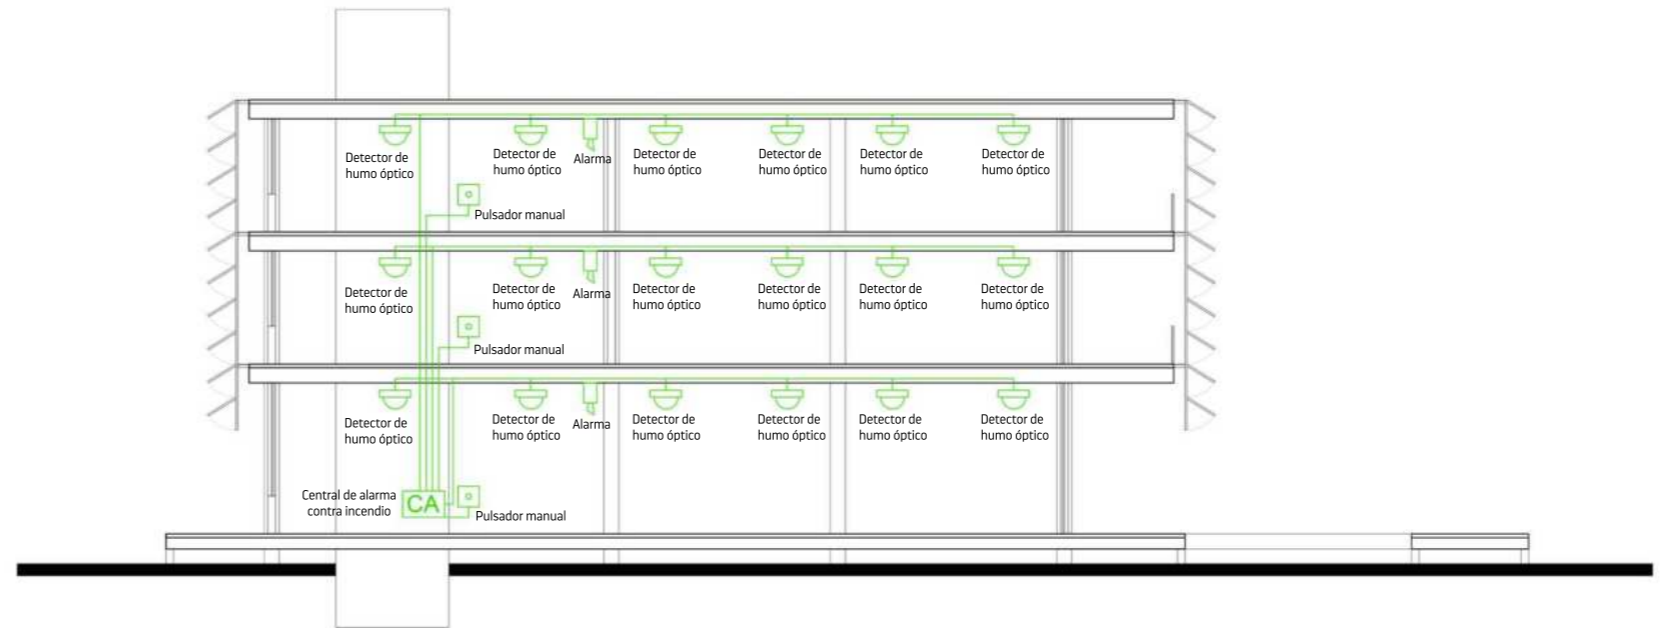 Detector de
humo óptico
Detector de
humo óptico
Alarma
Detector de
humo óptico
Detector de
humo óptico
Detector de
humo óptico
Detector de
humo óptico
Pulsador manual
Detector de
humo óptico
Detector de
humo óptico
Alarma
Detector de
humo óptico
Detector de
humo óptico
Detector de
humo óptico
Detector de
humo óptico
Pulsador manual
Detector de
humo óptico
Detector de
humo óptico
Alarma
Detector de
humo óptico
Detector de
humo óptico
Detector de
humo óptico
Detector de
humo óptico
Central de alarma
contra incendio
CA
Pulsador manual